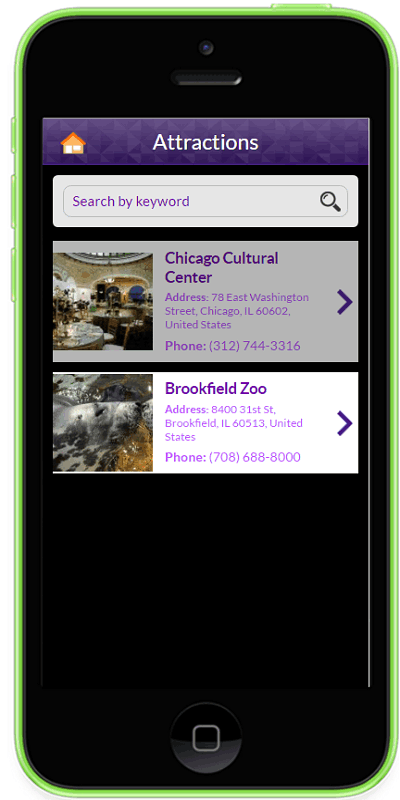 Attractions
Search by keyword
Chicago Cultural
Center
Address: 78 East Washington
Street, Chicago, IL 60602,
United States
Phone: (312) 744-3316
Brookfield Zoo
Address: 8400 31st St,
Brookfield, IL 60513, United
States
Phone: (708) 688-8000